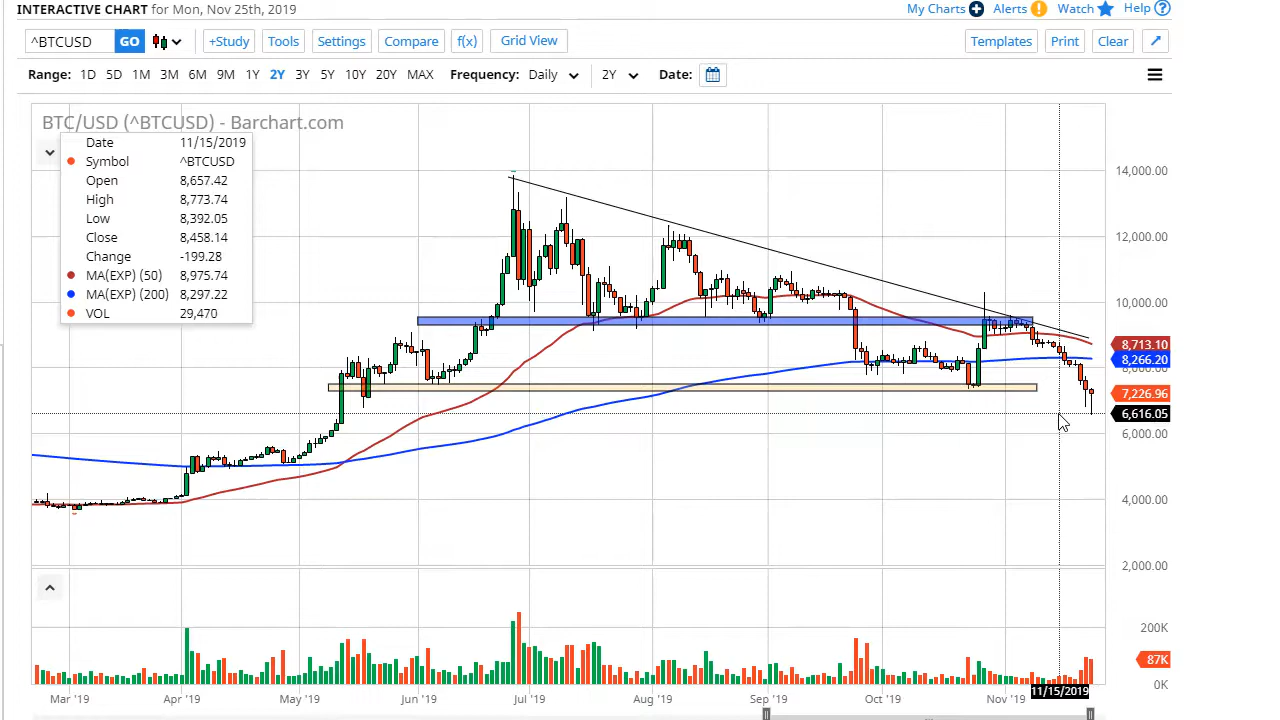 INTERACTIVE CHART for Mon, Nov 25th, 2019
My Charts Alerts Watch Help
^BTCUSD GO +Study Tools Settings Compare f(x) Grid View Templates Print Clear
Range: 1D 5D 1M 3M 6M 9M 1Y 2Y 3Y 5Y 10Y 20Y MAX Frequency: Daily 2Y Date:
BTC/USD (^BTCUSD) - Barchart.com
Date 11/15/2019
Symbol ^BTCUSD
Open 8,657.42
High 8,773.74
Low 8,392.05
Close 8,458.14
Change -199.28
MA(EXP) (50) 8,975.74
MA(EXP) (200) 8,297.22
VOL 29,470
14,000.00
12,000.00
10,000.00
8,713.10
8,266.20
8,000.00
7,226.96
6,616.05
6,000.00
4,000.00
2,000.00
200K
87K
0K
Mar '19 Apr '19 May '19 Jun '19 Jul '19 Aug '19 Sep '19 Oct '19 Nov '19 11/15/2019